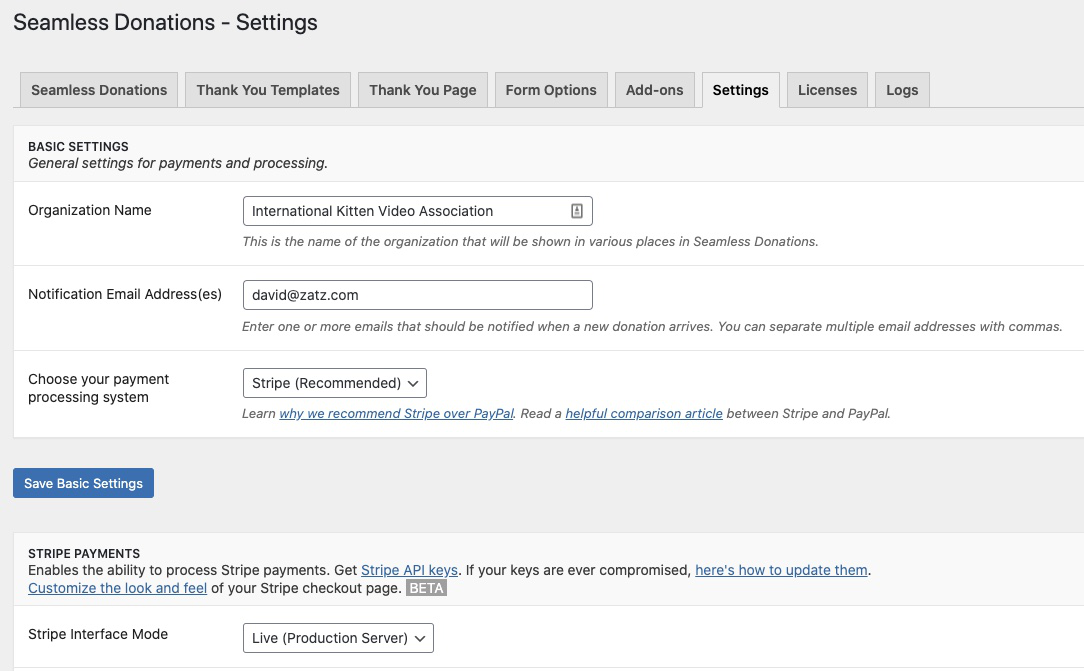 Seamless Donations - Settings
Seamless Donations Thank You Templates Thank You Page Form Options Add-ons Settings Licenses Logs
BASIC SETTINGS
General settings for payments and processing.
Organization Name
International Kitten Video Association
This is the name of the organization that will be shown in various places in Seamless Donations.
Notification Email Address(es)
david@zatz.com
Enter one or more emails that should be notified when a new donation arrives. You can separate multiple email addresses with commas.
Choose your payment
processing system
Stripe (Recommended)
Learn why we recommend Stripe over PayPal. Read a helpful comparison article between Stripe and PayPal.
Save Basic Settings
STRIPE PAYMENTS
Enables the ability to process Stripe payments. Get Stripe API keys. If your keys are ever compromised, here's how to update them.
Customize the look and feel of your Stripe checkout page. BETA
Stripe Interface Mode
Live (Production Server)